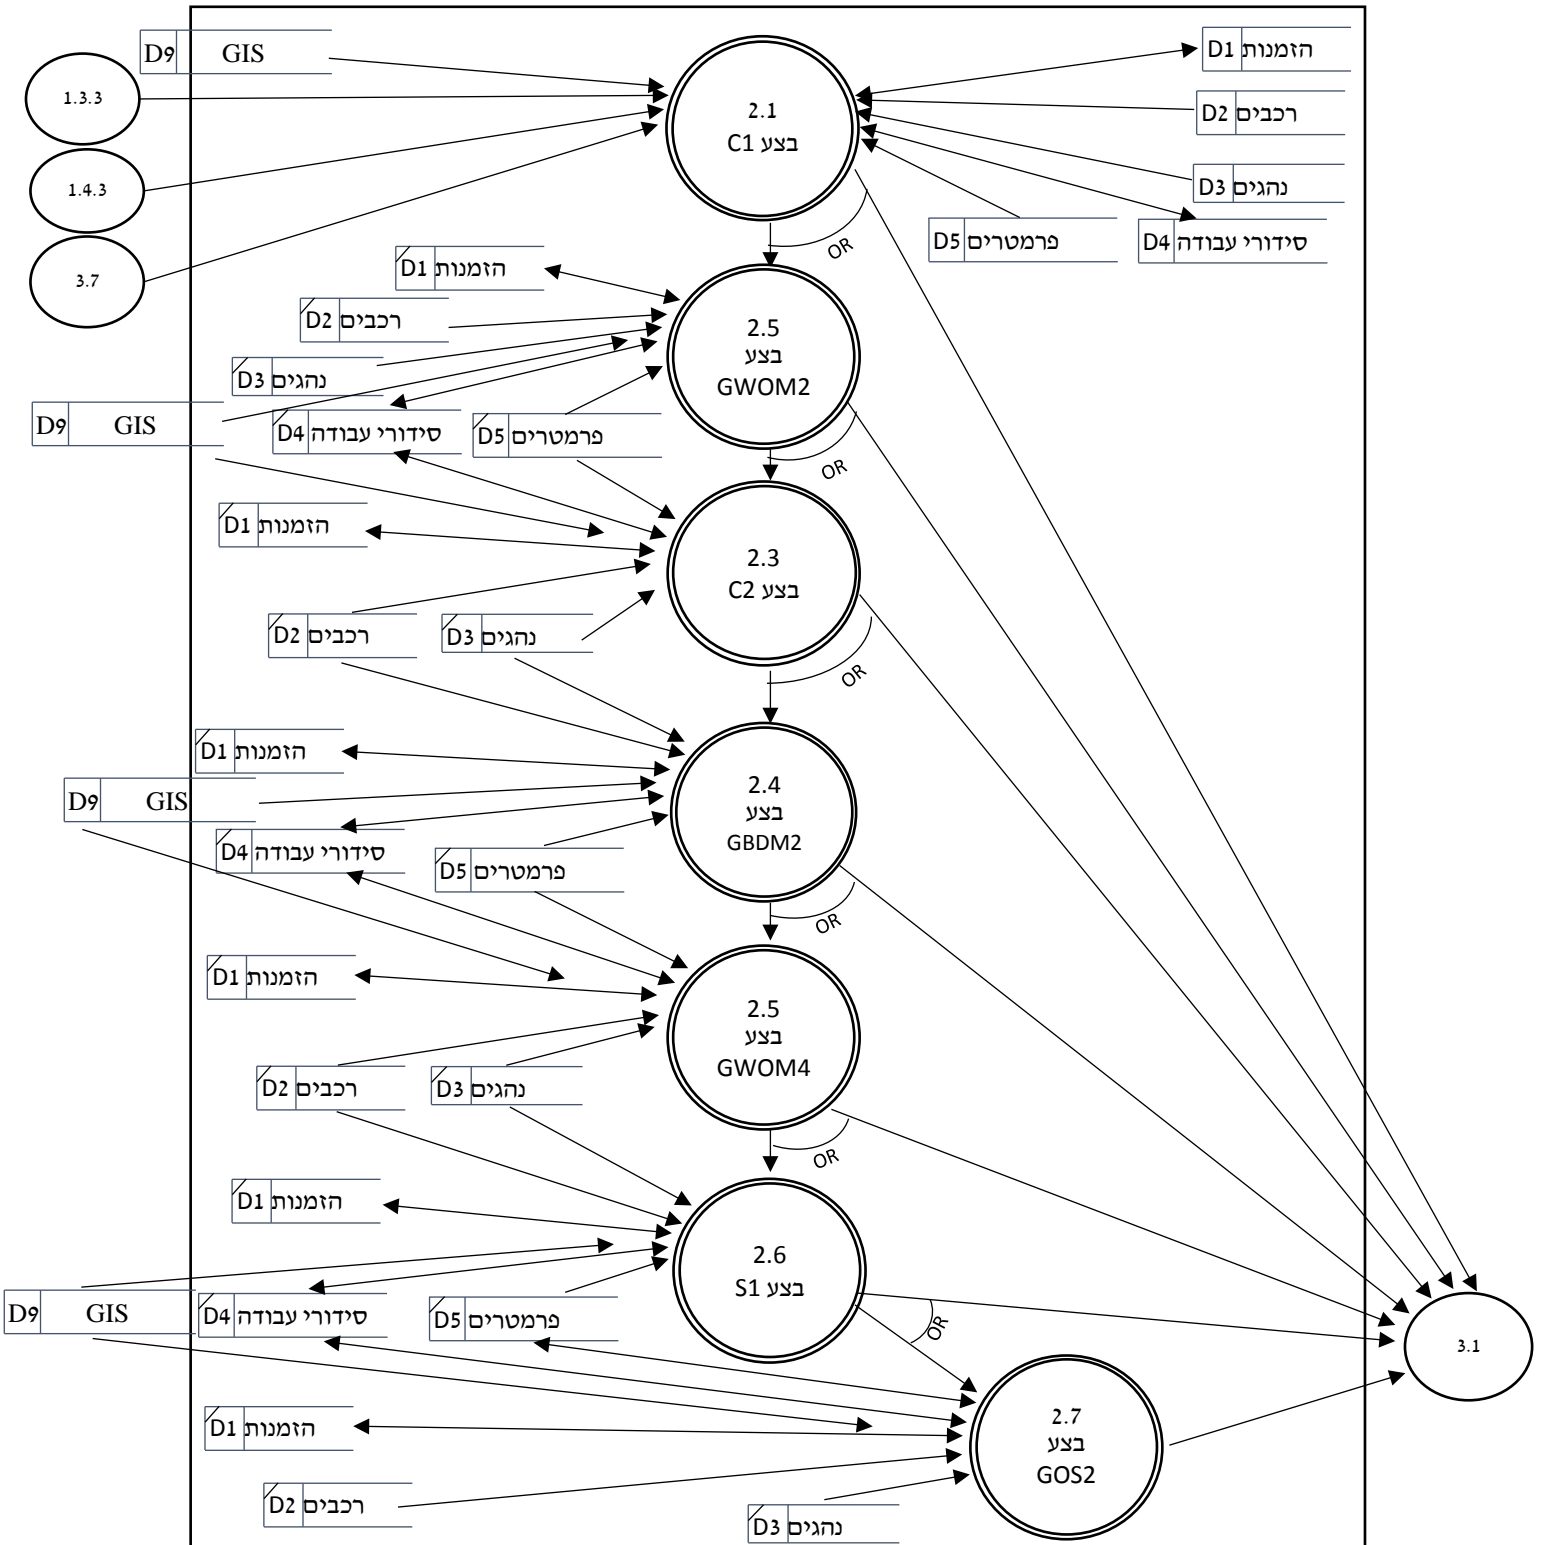 D9 GIS
D1 הזמנות
1.3.3
2.1
בצע C1
D2 רכבים
1.4.3
D3 נהגים
D5 פרמטרים
D4 סידורי עבודה
OR
3.7
D1 הזמנות
D2 רכבים
2.5
בצע
GWOM2
D3 נהגים
D9 GIS
D4 סידורי עבודה
D5 פרמטרים
OR
D1 הזמנות
2.3
בצע C2
D2 רכבים
D3 נהגים
OR
D1 הזמנות
2.4
בצע
GBDM2
D9 GIS
D4 סידורי עבודה
D5 פרמטרים
OR
D1 הזמנות
2.5
בצע
GWOM4
D2 רכבים
D3 נהגים
OR
D1 הזמנות
2.6
בצע S1
D9 GIS
D4 סידורי עבודה
D5 פרמטרים
OR
3.1
D1 הזמנות
2.7
בצע
GOS2
D2 רכבים
D3 נהגים